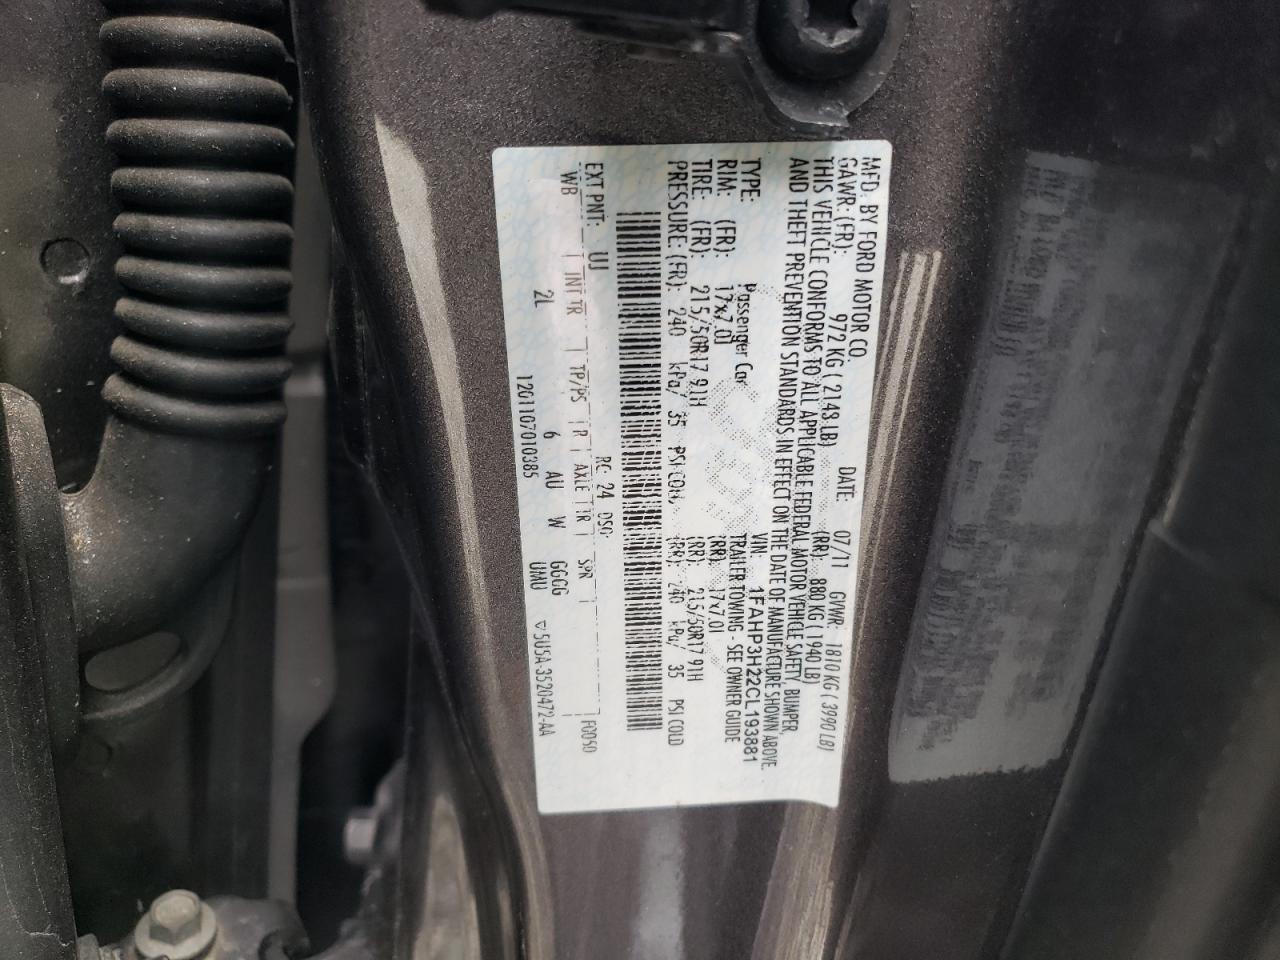 MFD. BY FORD MOTOR CO.
DATE: 07/11 GVWR: 1810 KG ( 3990 LB)
GAWR: (FR): 972 KG ( 2143 LB) (RR): 880 KG ( 1940 LB)
THIS VEHICLE CONFORMS TO ALL APPLICABLE FEDERAL MOTOR VEHICLE SAFETY, BUMPER,
AND THEFT PREVENTION STANDARDS IN EFFECT ON THE DATE OF MANUFACTURE SHOWN ABOVE.
VIN: 1FAHP3H22CL193881
TYPE: Passenger Car TRAILER TOWING - SEE OWNER GUIDE
RIM: (FR): 17x7.0J (RR): 17x7.0J
TIRE: (FR): 215/50R17 91H (RR): 215/50R17 91H
PRESSURE: (FR): 240 kPa/ 35 PSI COLD (RR): 240 kPa/ 35 PSI COLD
EXT PNT: UJ RC: 24 DSO: F0050
WB INT TR TP/PS R AXLE TR SPR
2L 6 AU W GGCG
UMU
1201107010385 ▽5U5A-3520472-AA